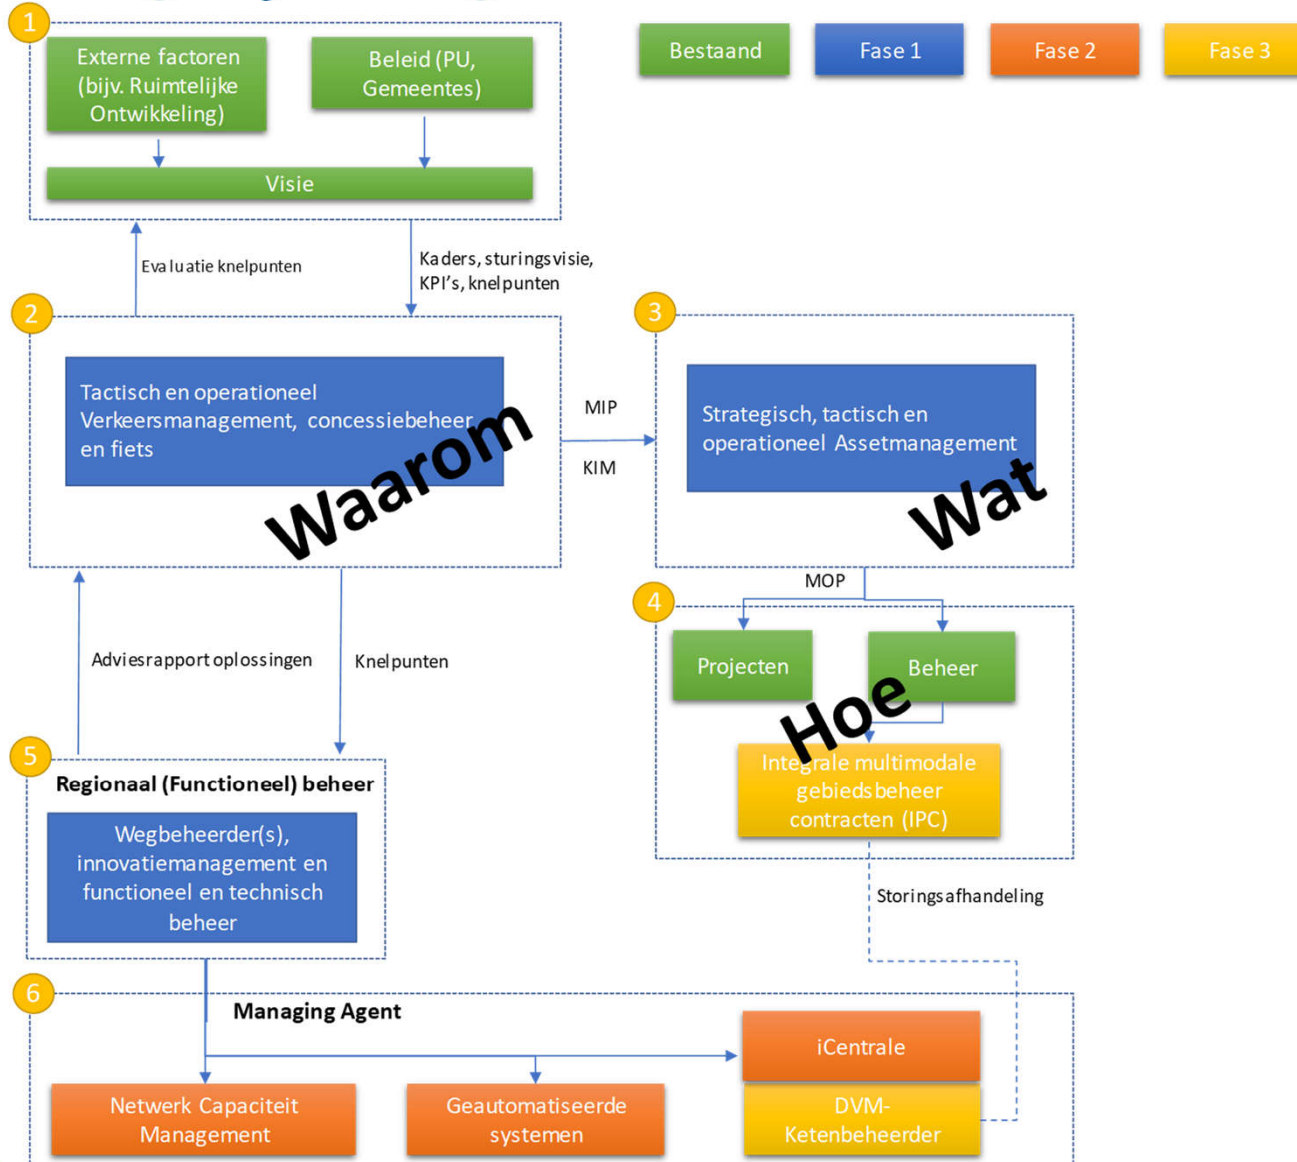 1
Externe factoren
(bijv. Ruimtelijke
Ontwikkeling)
Beleid (PU,
Gemeentes)
Visie
Bestaand
Fase 1
Fase 2
Fase 3
Evaluatie knelpunten
Kaders, sturingsvisie,
KPI's, knelpunten
2
Tactisch en operationeel
Verkeersmanagement, concessiebeheer
en fiets
Waarom
MIP
KIM
3
Strategisch, tactisch en
operationeel Assetmanagement
Wat
MOP
4
Projecten
Beheer
Hoe
Integrale multimodale
gebiedsbeheer
contracten (IPC)
Adviesrapport oplossingen
Knelpunten
5
Regionaal (Functioneel) beheer
Wegbeheerder(s),
innovatiemanagement en
functioneel en technisch
beheer
Storingsafhandeling
6
Managing Agent
Netwerk Capaciteit
Management
Geautomatiseerde
systemen
iCentrale
DVM-
Ketenbeheerder